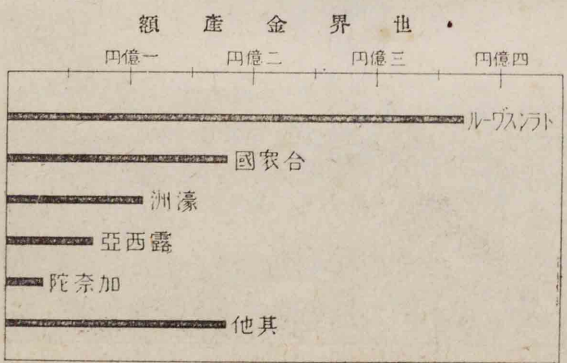 世界金産額
一億円 二億円 三億円 四億円
トランスヴール
合衆國
濠洲
露西亞
加奈陀
其他